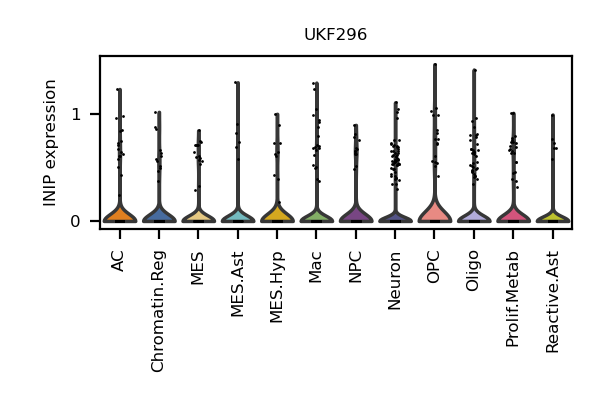 UKF296
INIP expression
1
0
AC
Chromatin.Reg
MES
MES.Ast
MES.Hyp
Mac
NPC
Neuron
OPC
Oligo
Prolif.Metab
Reactive.Ast